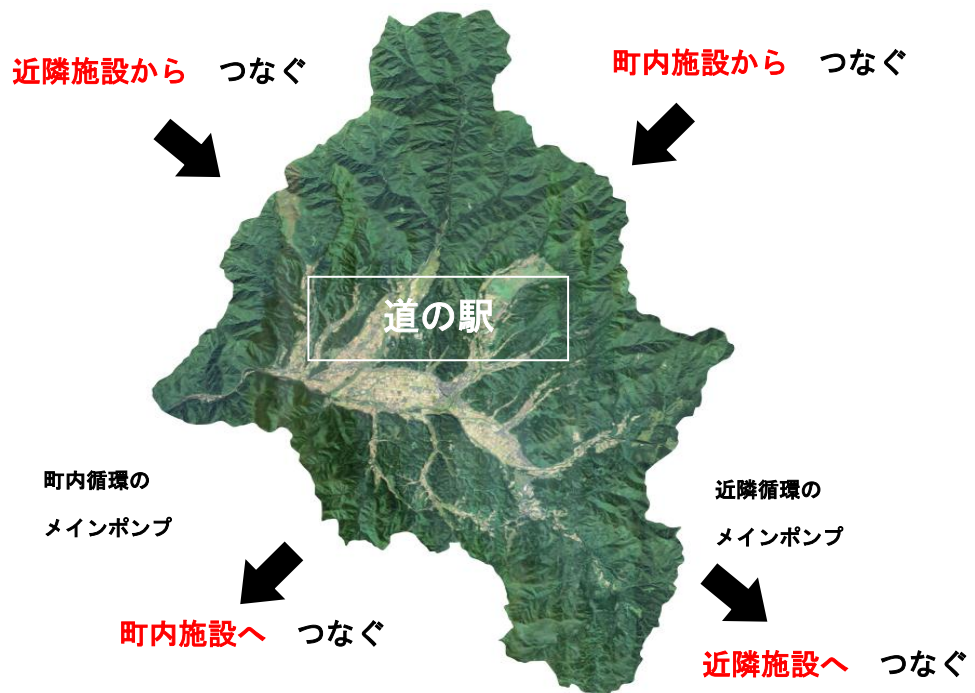 近隣施設から つなぐ
町内施設から つなぐ
道の駅
町内循環の
メインポンプ
近隣循環の
メインポンプ
町内施設へ つなぐ
近隣施設へ つなぐ